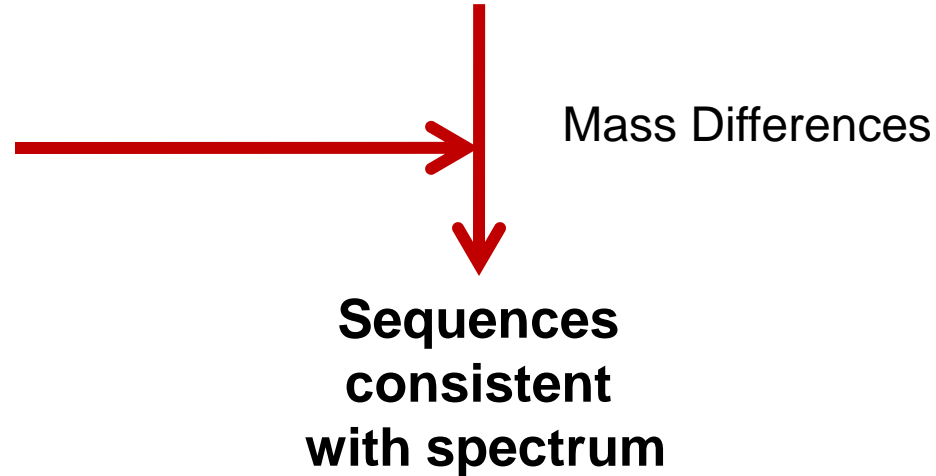 Mass Differences
Sequences
consistent
with spectrum